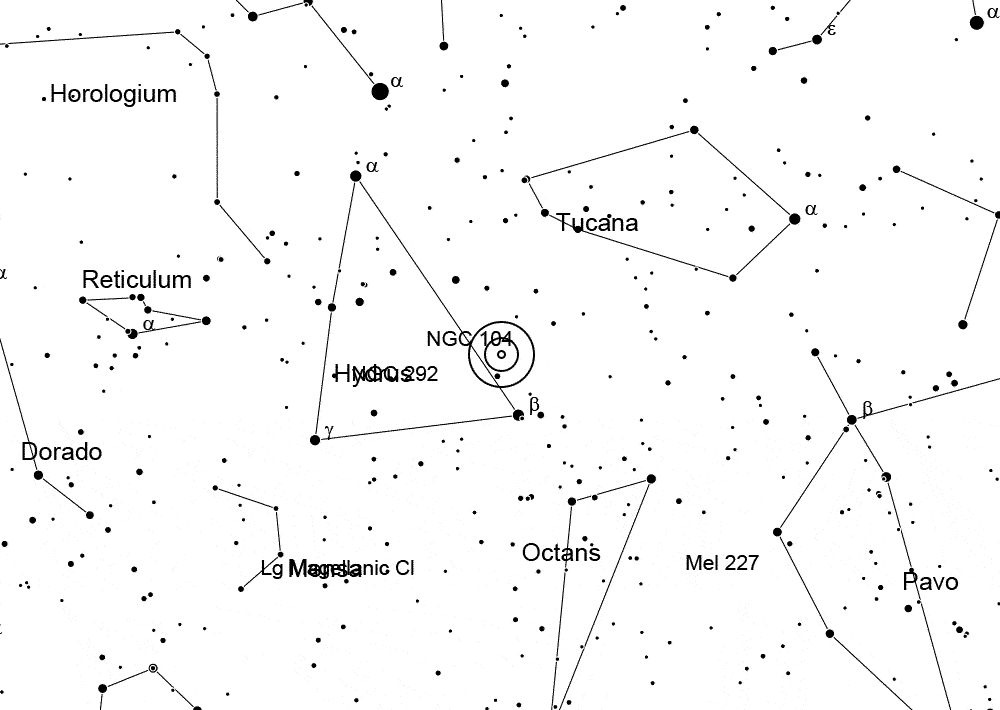 α
ε
α
Horologium
α
α
Tucana
α
Reticulum
α
NGC 104
Hydrus
NGC 292
β
β
γ
Dorado
Octans
Mel 227
Lg Magellanic Cl
Mensa
Pavo